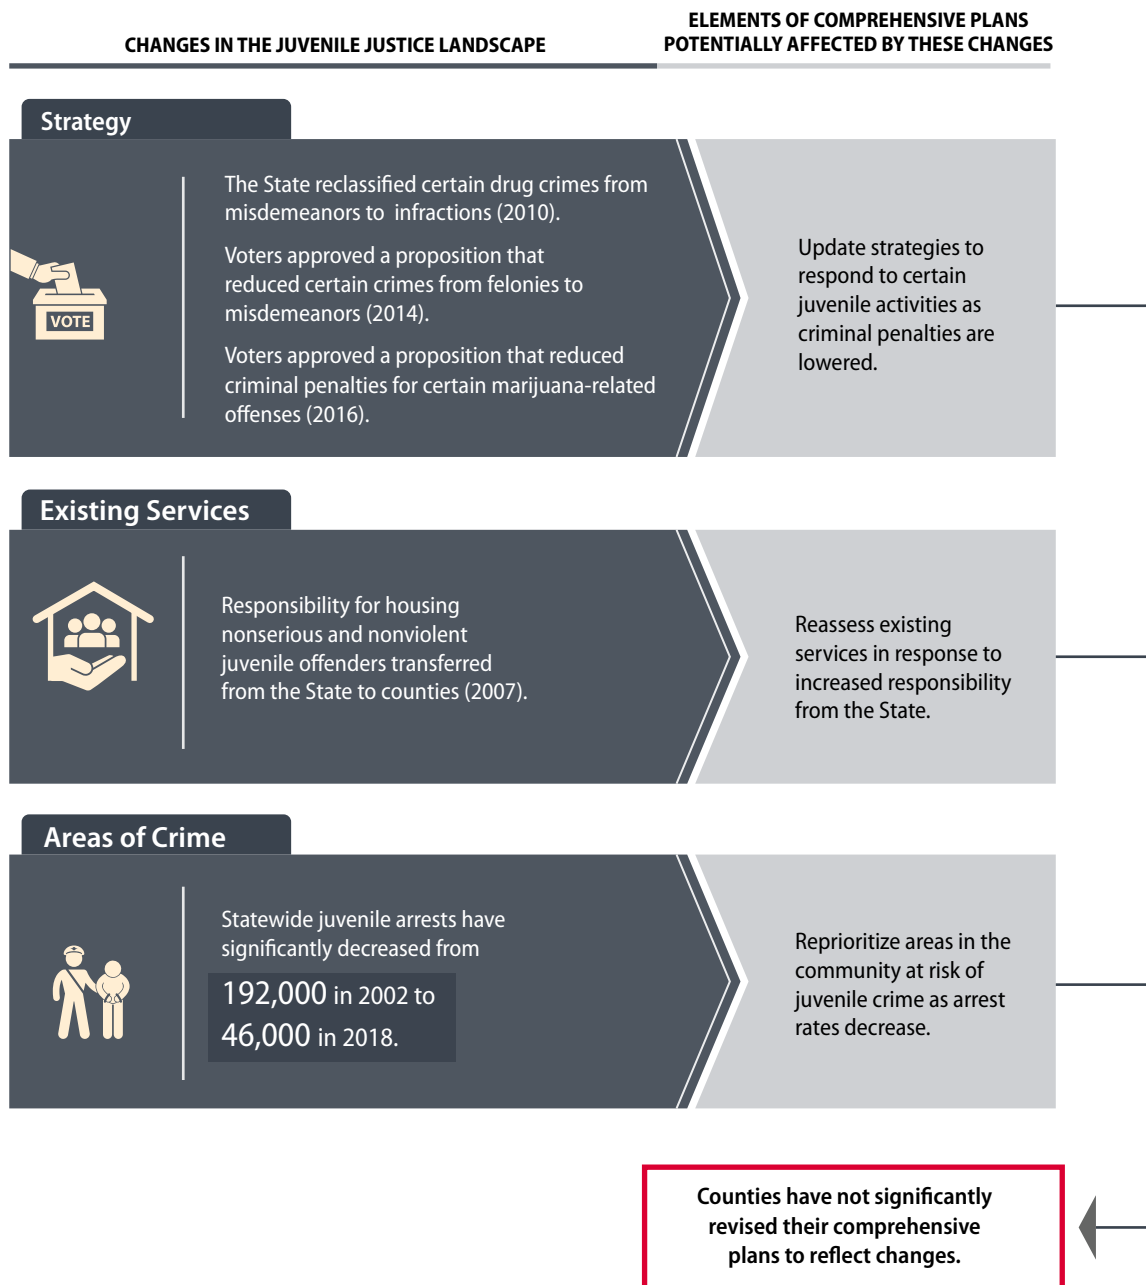 CHANGES IN THE JUVENILE JUSTICE LANDSCAPE
ELEMENTS OF COMPREHENSIVE PLANS
POTENTIALLY AFFECTED BY THESE CHANGES
Strategy
VOTE
The State reclassified certain drug crimes from
misdemeanors to infractions (2010).
Voters approved a proposition that
reduced certain crimes from felonies to
misdemeanors (2014).
Voters approved a proposition that reduced
criminal penalties for certain marijuana-related
offenses (2016).
Update strategies to
respond to certain
juvenile activities as
criminal penalties are
lowered.
Existing Services
Responsibility for housing
nonserious and nonviolent
juvenile offenders transferred
from the State to counties (2007).
Reassess existing
services in response to
increased responsibility
from the State.
Areas of Crime
Statewide juvenile arrests have
significantly decreased from
192,000 in 2002 to
46,000 in 2018.
Reprioritize areas in the
community at risk of
juvenile crime as arrest
rates decrease.
Counties have not significantly
revised their comprehensive
plans to reflect changes.